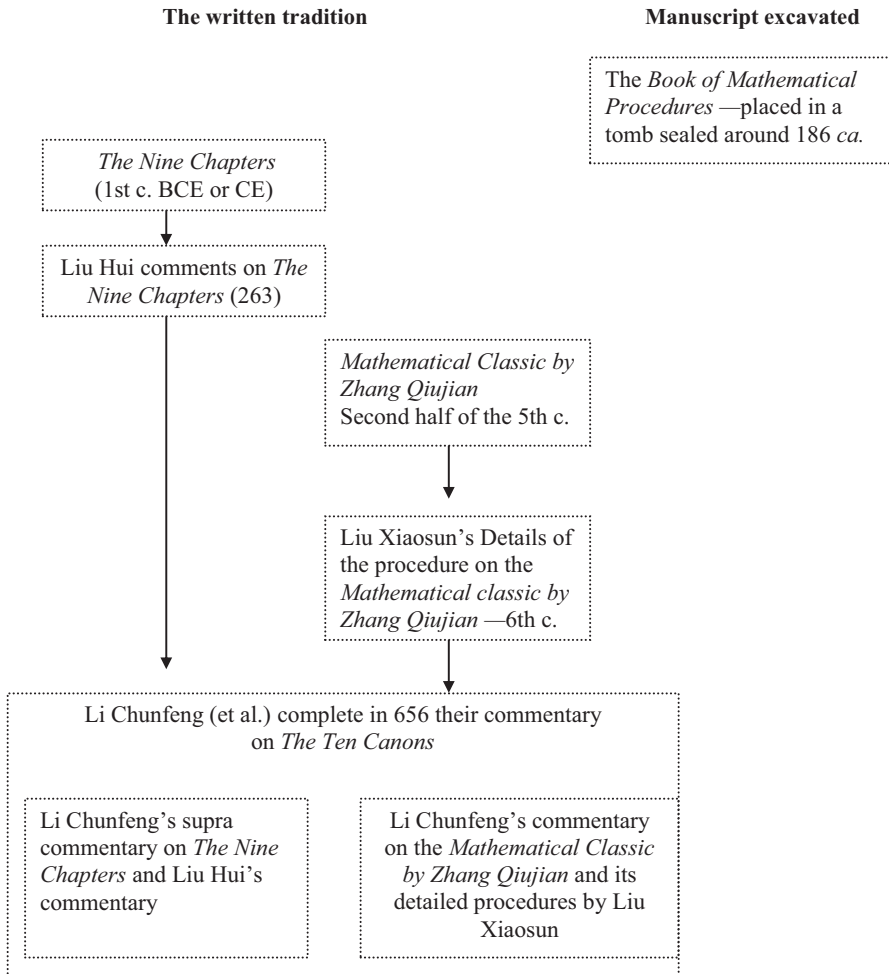 The written tradition
Manuscript excavated
The Book of Mathematical
Procedures —placed in a
tomb sealed around 186 ca.
The Nine Chapters
(1st c. BCE or CE)
Liu Hui comments on The
Nine Chapters (263)
Mathematical Classic by
Zhang Qiujian
Second half of the 5th c.
Liu Xiaosun’s Details of
the procedure on the
Mathematical classic by
Zhang Qiujian —6th c.
Li Chunfeng (et al.) complete in 656 their commentary
on The Ten Canons
Li Chunfeng’s supra
commentary on The Nine
Chapters and Liu Hui’s
commentary
Li Chunfeng’s commentary
on the Mathematical Classic
by Zhang Qiujian and its
detailed procedures by Liu
Xiaosun